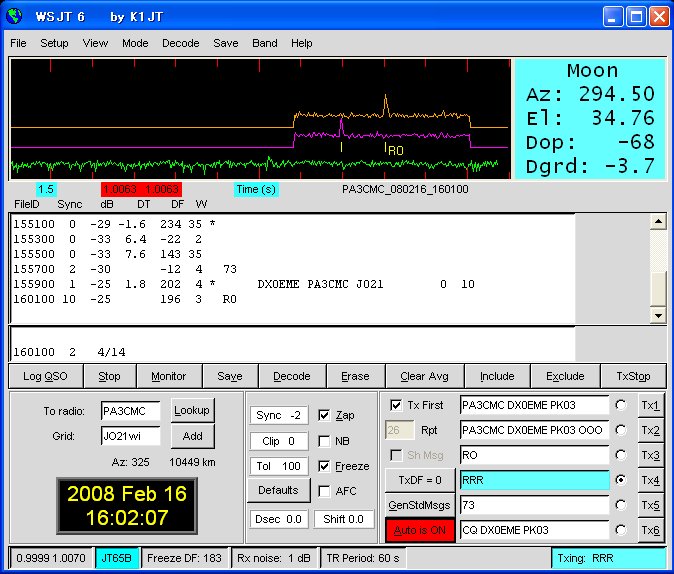 WSJT 6 by K1JT
File Setup View Mode Decode Save Band Help
Moon
Az: 294.50
El: 34.76
Dop: -68
Dgrd: -3.7
RO
1.5 1.0063 1.0063 Time (s) PA3CMC_080216_160100
FileID Sync dB DT DF W
155100 0 -29 -1.6 234 35 *
155300 0 -33 6.4 -22 2
155500 0 -33 7.6 143 35
155700 2 -30 -12 4 73
155900 1 -25 1.8 202 4 * DX0EME PA3CMC JO21 0 10
160100 10 -25 196 3 RO
160100 2 4/14
Log QSO Stop Monitor Save Decode Erase Clear Avg Include Exclude TxStop
To radio: PA3CMC Lookup
Grid: JO21wi Add
Az: 325 10449 km
2008 Feb 16
16:02:07
Sync -2 Zap
Clip 0 NB
Tol 100 Freeze
Defaults AFC
Dsec 0.0 Shift 0.0
Tx First PA3CMC DX0EME PK03 Tx1
26 Rpt PA3CMC DX0EME PK03 OOO Tx2
Sh Msg RO Tx3
TxDF = 0 RRR Tx4
GenStdMsgs 73 Tx5
Auto is ON CQ DX0EME PK03 Tx6
0.9999 1.0070 JT65B Freeze DF: 183 Rx noise: 1 dB TR Period: 60 s Txing: RRR